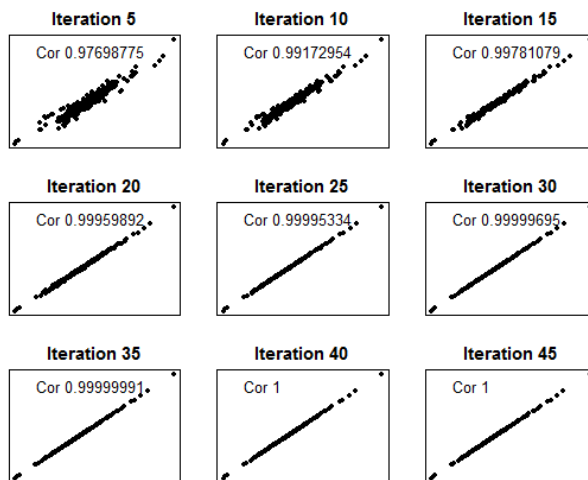 Iteration 5 Iteration 10 Iteration 15
Cor 0.97698775 Cor 0.99172954 Cor 0.99781079
Iteration 20 Iteration 25 Iteration 30
Cor 0.99959892 Cor 0.99995334 Cor 0.99999695
Iteration 35 Iteration 40 Iteration 45
Cor 0.99999991 Cor 1 Cor 1